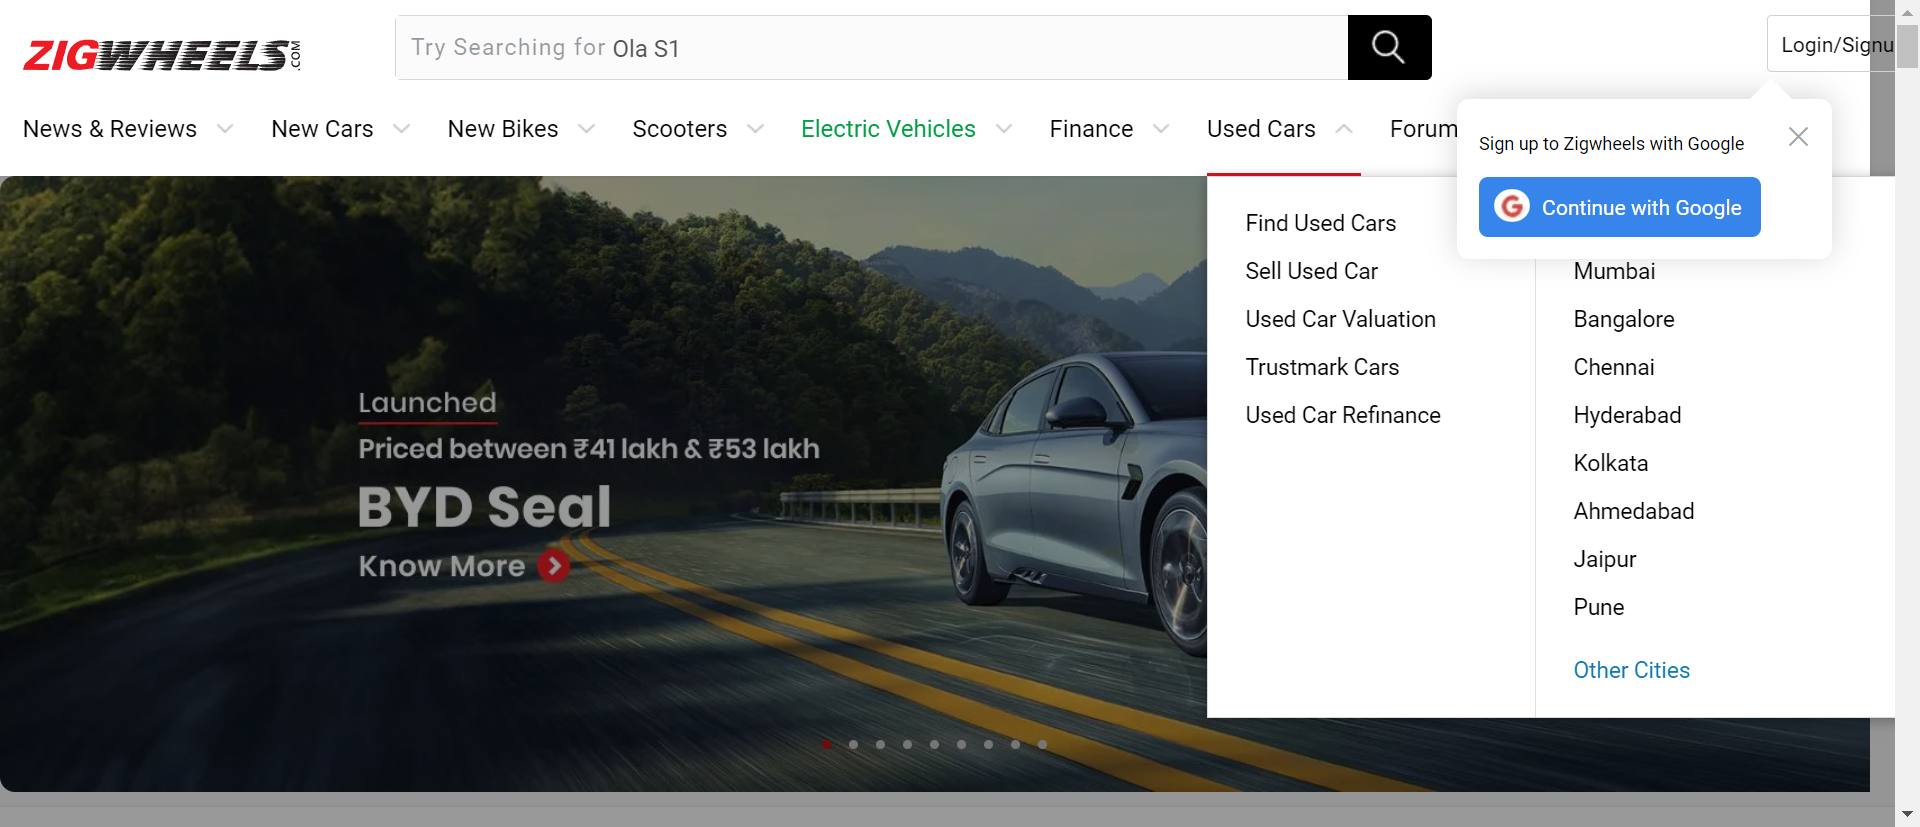 ZIGWHEELS.COM
Try Searching for Ola S1
Login/Signu
News & Reviews
New Cars
New Bikes
Scooters
Electric Vehicles
Finance
Used Cars
Forum
Sign up to Zigwheels with Google
Continue with Google
Find Used Cars
Sell Used Car
Used Car Valuation
Trustmark Cars
Used Car Refinance
Mumbai
Bangalore
Chennai
Hyderabad
Kolkata
Ahmedabad
Jaipur
Pune
Other Cities
Launched
Priced between ₹41 lakh & ₹53 lakh
BYD Seal
Know More